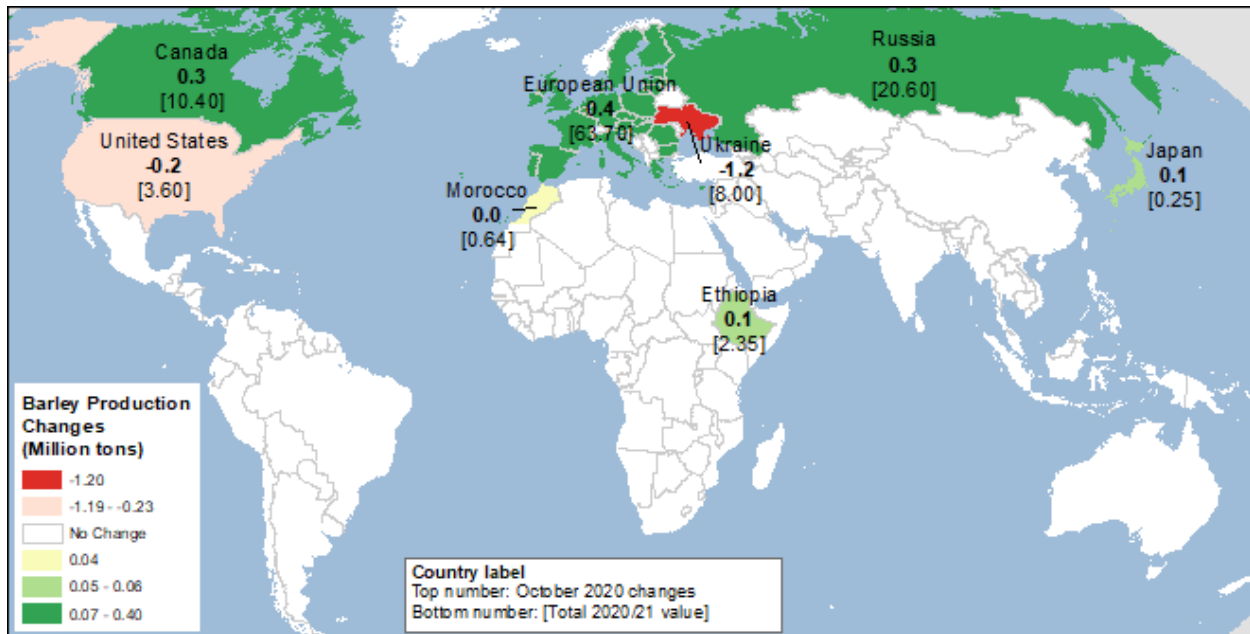 Canada
0.3
[10.40]
United States
-0.2
[3.60]
European Union
0.4
[63.70]
Russia
0.3
[20.60]
Ukraine
-1.2
[8.00]
Japan
0.1
[0.25]
Morocco
0.0
[0.64]
Ethiopia
0.1
[2.35]
Barley Production
Changes
(Million tons)
-1.20
-1.19 - -0.23
No Change
0.04
0.05 - 0.06
0.07 - 0.40
Country label
Top number: October 2020 changes
Bottom number: [Total 2020/21 value]